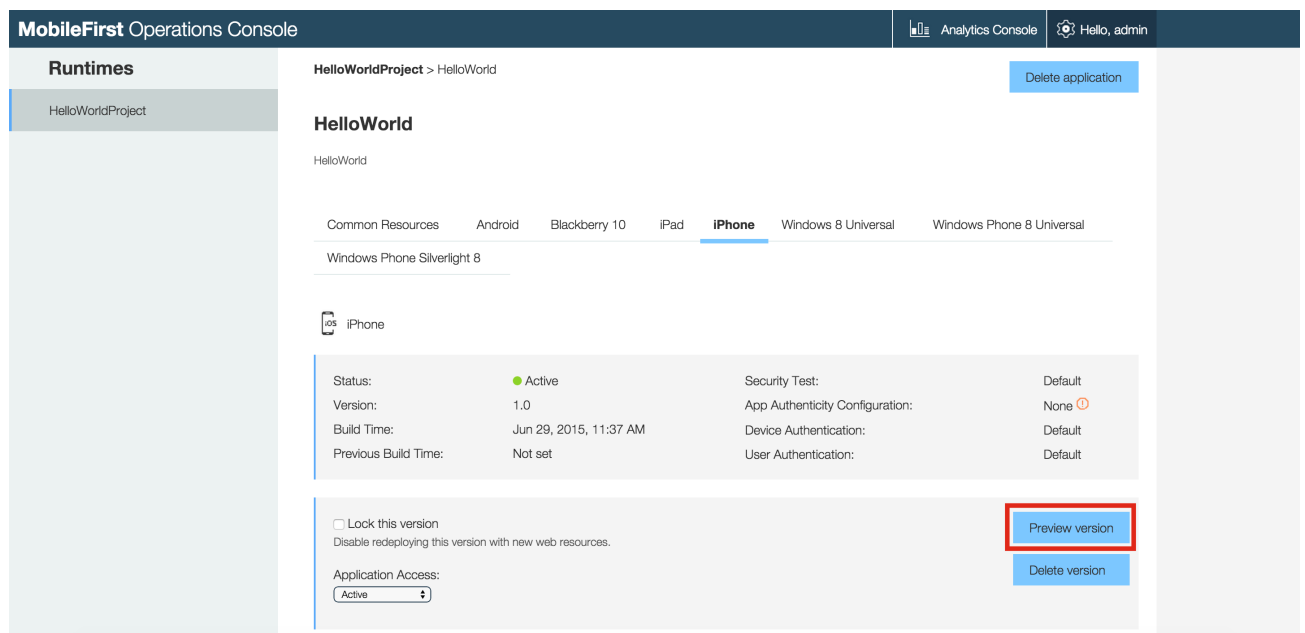 MobileFirst Operations Console
Analytics Console
Hello, admin
Runtimes
HelloWorldProject
HelloWorldProject > HelloWorld
Delete application
HelloWorld
HelloWorld
Common Resources Android Blackberry 10 iPad iPhone Windows 8 Universal Windows Phone 8 Universal
Windows Phone Silverlight 8
iOS iPhone
Status: Active Security Test: Default
Version: 1.0 App Authenticity Configuration: None
Build Time: Jun 29, 2015, 11:37 AM Device Authentication: Default
Previous Build Time: Not set User Authentication: Default
Lock this version
Disable redeploying this version with new web resources.
Preview version
Delete version
Application Access:
Active